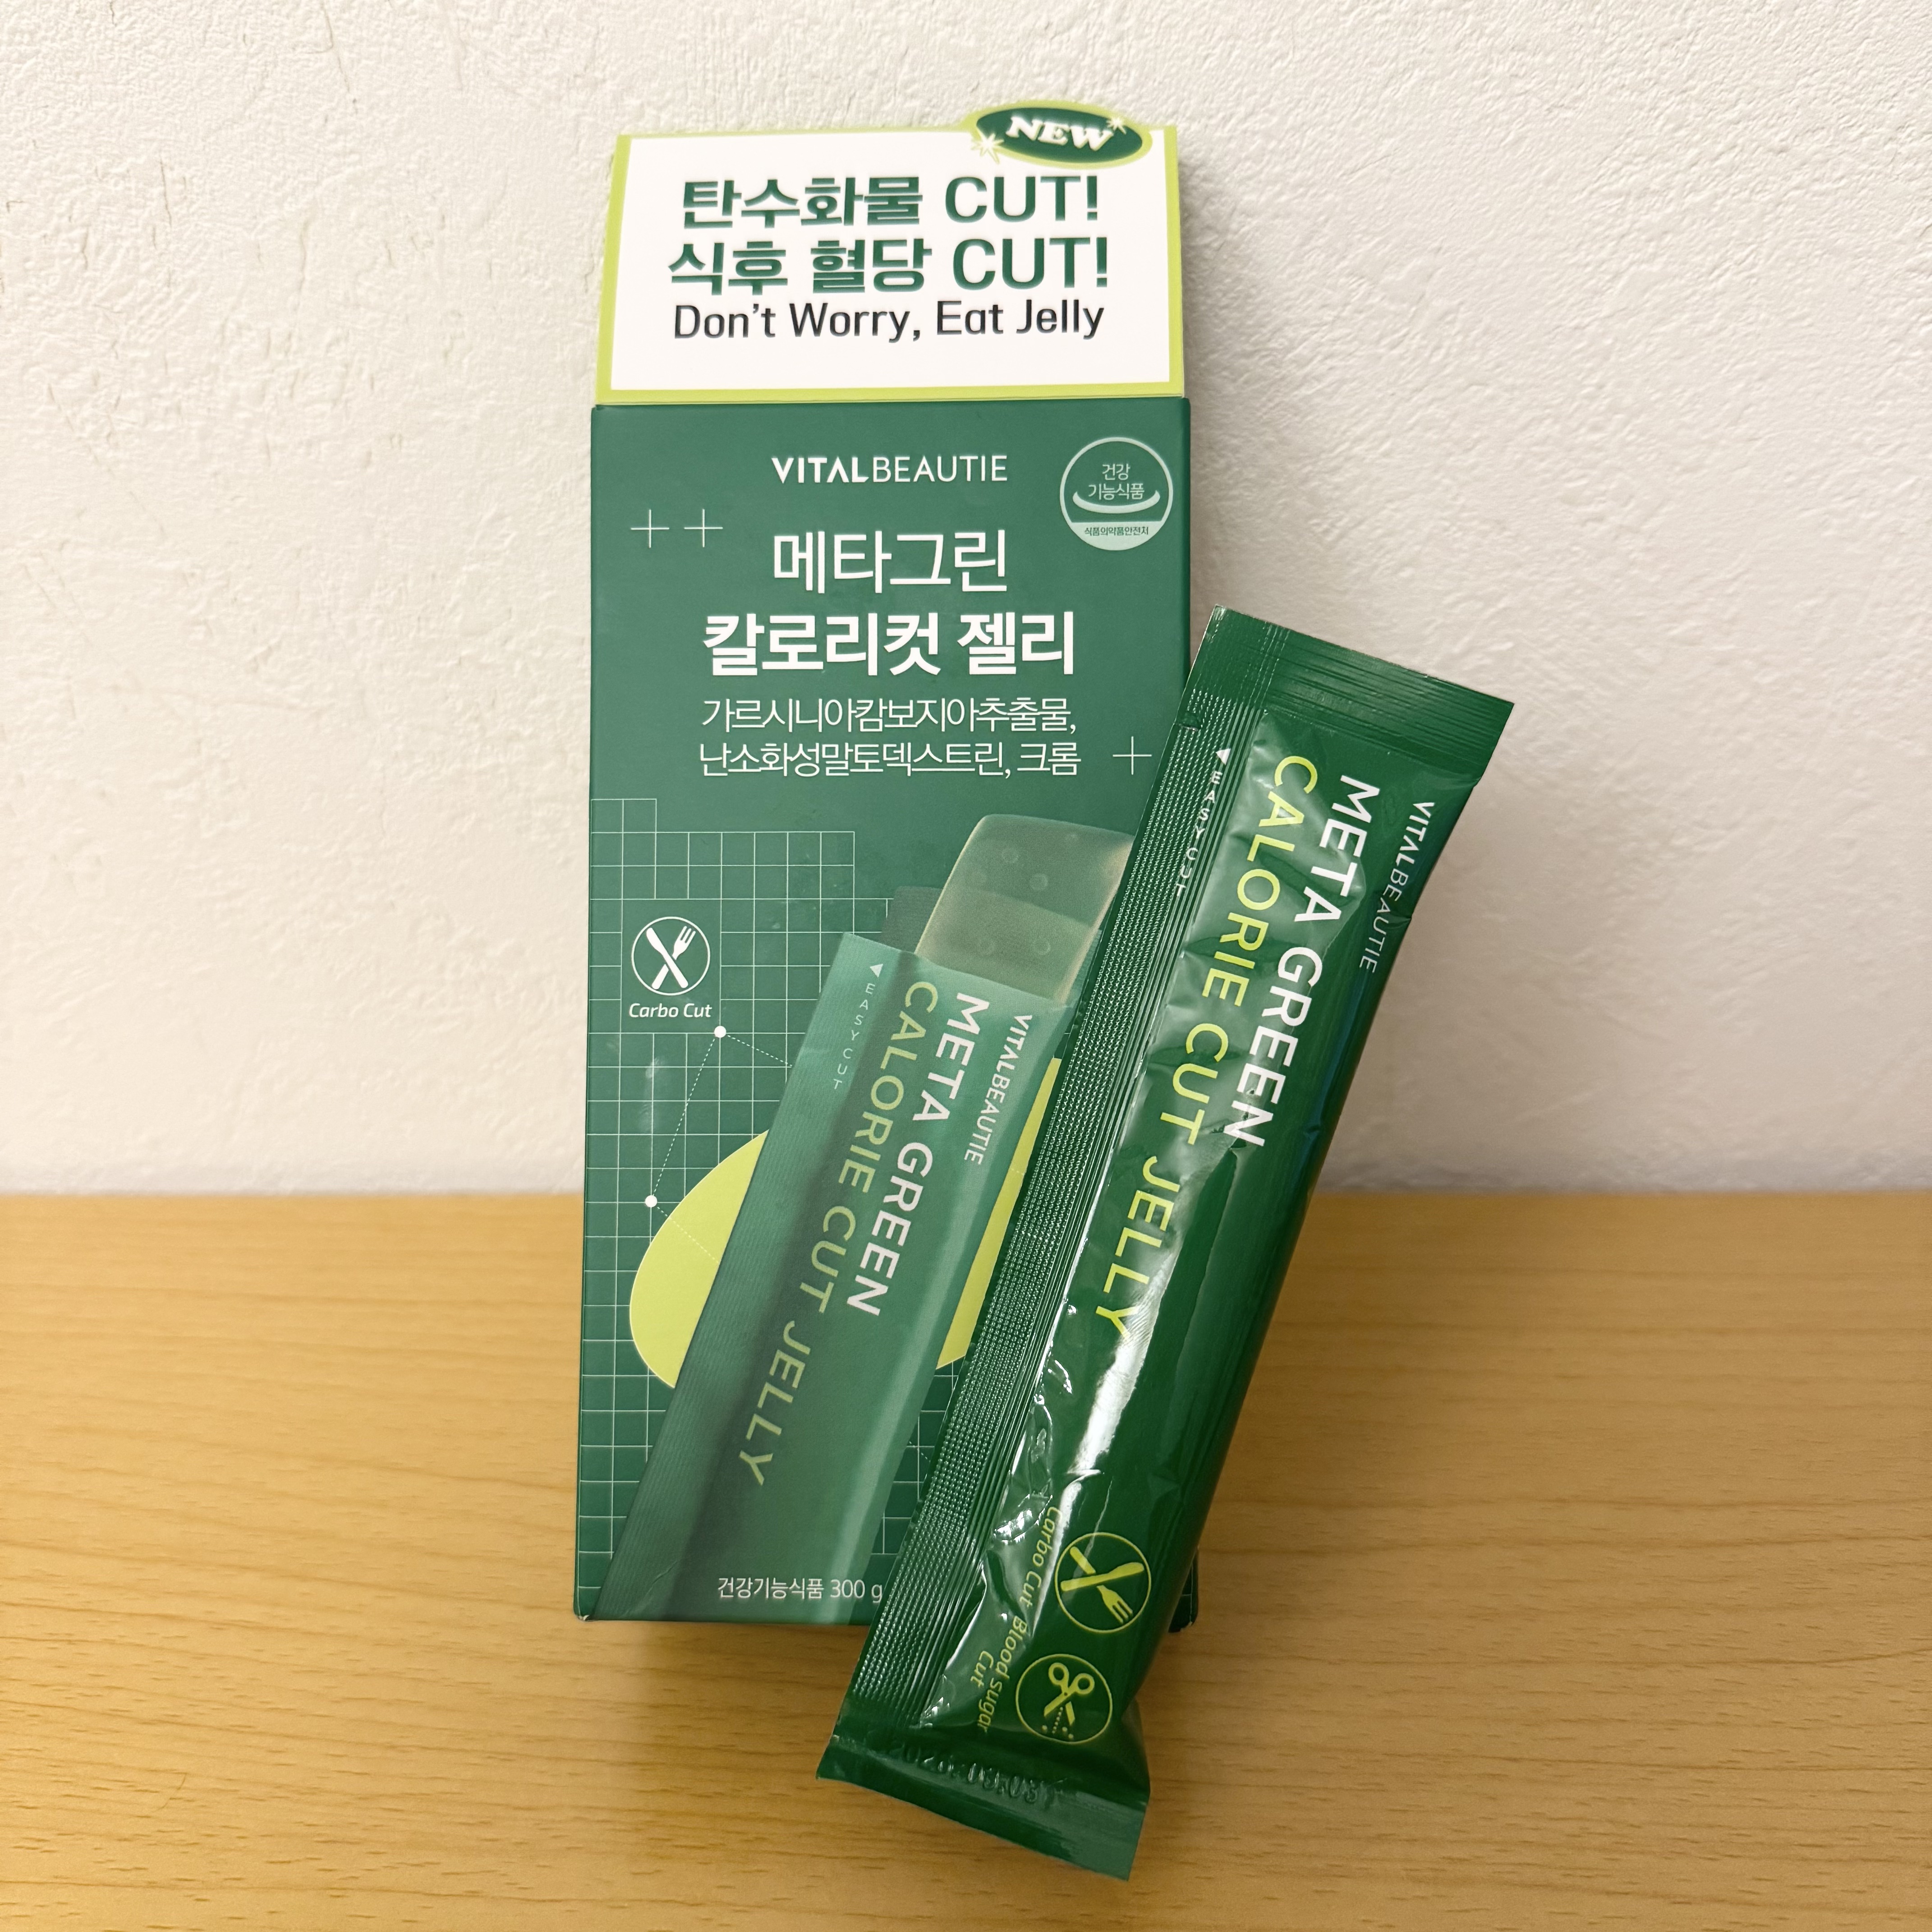 NEW
탄수화물 CUT!
식후 혈당 CUT!
Don't Worry, Eat Jelly
VITALBEAUTIE
건강
기능식품
식품의약품안전처
메타그린
칼로리컷 젤리
가르시니아캄보지아추출물,
난소화성말토덱스트린, 크롬
Carbo Cut
VITALBEAUTIE
META GREEN
CALORIE CUT JELLY
EASY CUT
건강기능식품 300 g
VITALBEAUTIE
META GREEN
CALORIE CUT JELLY
EASY CUT
Carbo Cut
Blood sugar
Cut